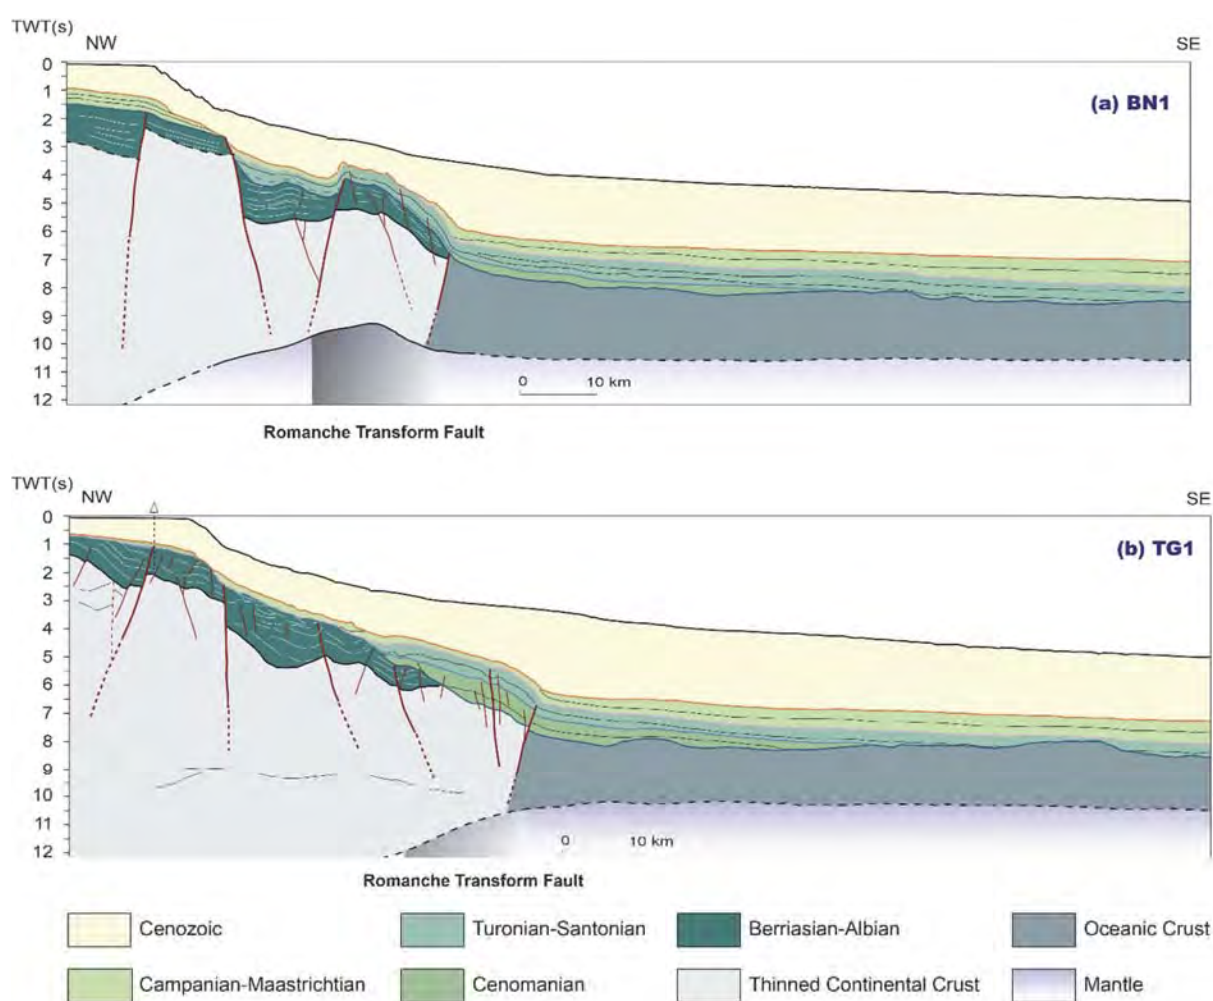 TWT(s)
NW
SE
(a) BN1
0
1
2
3
4
5
6
7
8
9
10
11
12
0 10 km
Romanche Transform Fault
TWT(s)
NW
SE
(b) TG1
0
1
2
3
4
5
6
7
8
9
10
11
12
0 10 km
Romanche Transform Fault
Cenozoic Turonian-Santonian Berriasian-Albian Oceanic Crust
Campanian-Maastrichtian Cenomanian Thinned Continental Crust Mantle